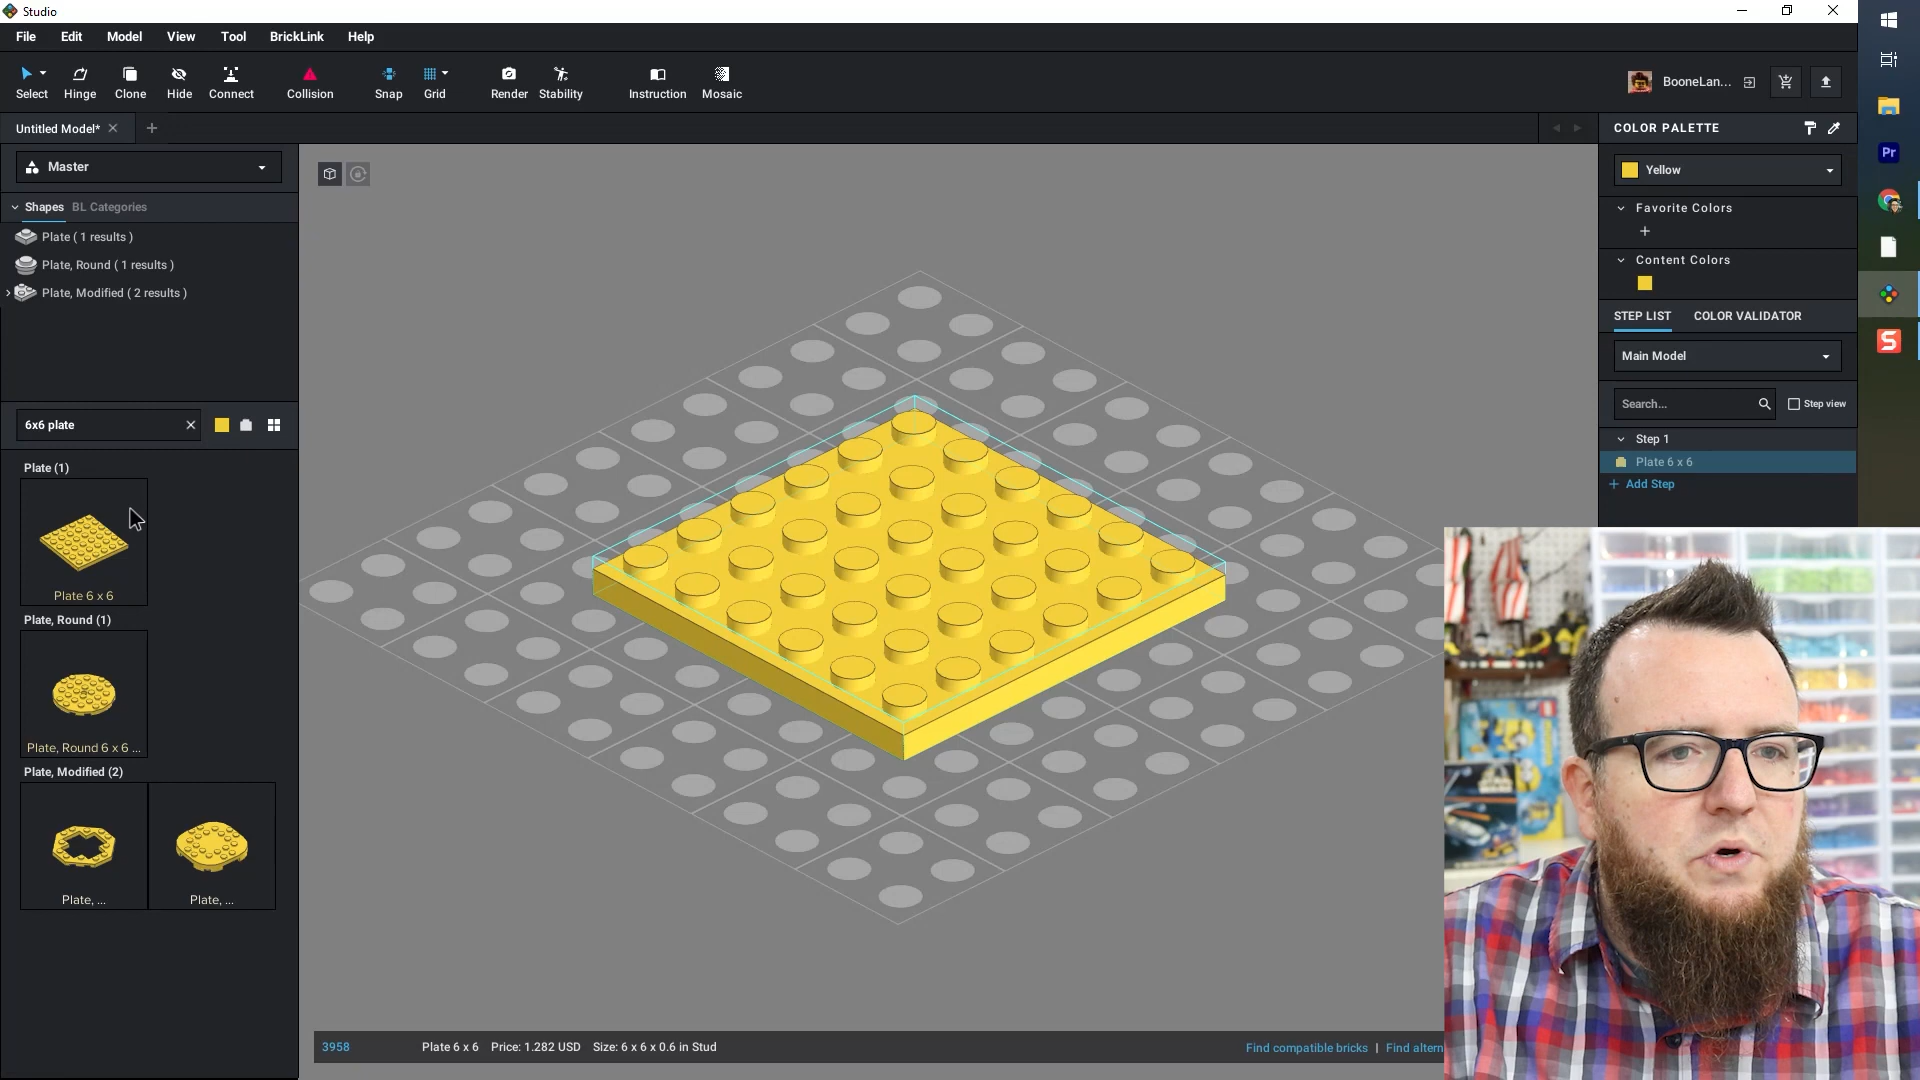 Studio
File Edit Model View Tool BrickLink Help
Select Hinge Clone Hide Connect Collision Snap Grid Render Stability Instruction Mosaic
BooneLan...
Untitled Model*
COLOR PALETTE
Master
Yellow
Shapes BL Categories
Favorite Colors
Plate ( 1 results )
Plate, Round ( 1 results )
Content Colors
Plate, Modified ( 2 results )
STEP LIST COLOR VALIDATOR
Main Model
Search... Step view
6x6 plate
Step 1
Plate 6 x 6
Add Step
Plate (1)
Plate 6 x 6
Plate, Round (1)
Plate, Round 6 x 6 ...
Plate, Modified (2)
Plate, ... Plate, ...
3958 Plate 6 x 6 Price: 1.282 USD Size: 6 x 6 x 0.6 in Stud Find compatible bricks | Find altern
Pr
S